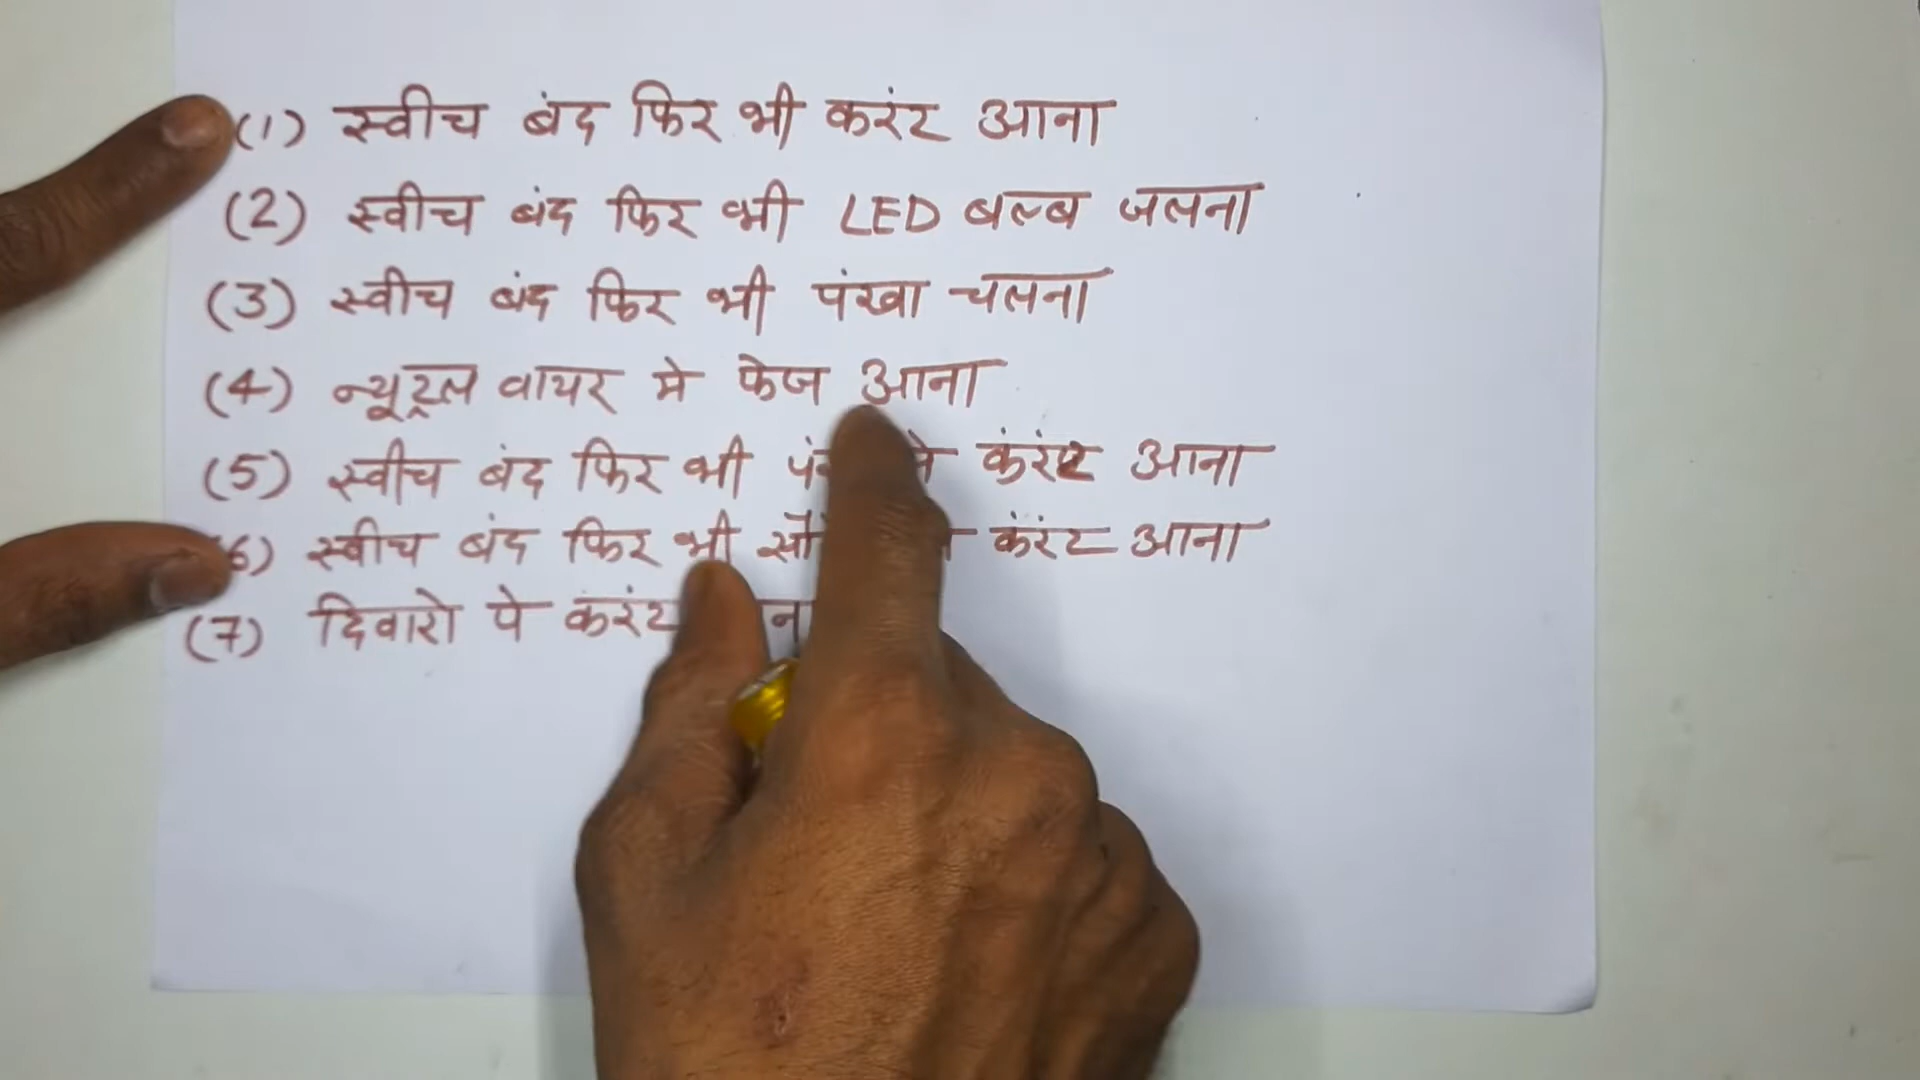 (1) स्वीच बंद फिर भी करंट आना
(2) स्वीच बंद फिर भी LED बल्ब जलना
(3) स्वीच बंद फिर भी पंखा चलना
(4) न्यूट्रल वायर मे फेज आना
(5) स्वीच बंद फिर भी करंट आना
(6) स्वीच बंद फिर भी कंरंट आना
(7) दिवारो पे करंट